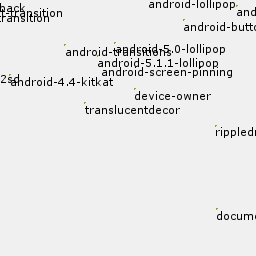 back
android-lollipop
t-transition
and
transition
android-butto
android-5.0-lollipop
android-transitions
android-5.1.1-lollipop
android-screen-pinning
2sd
android-4.4-kitkat
device-owner
translucentdecor
rippledr
docume